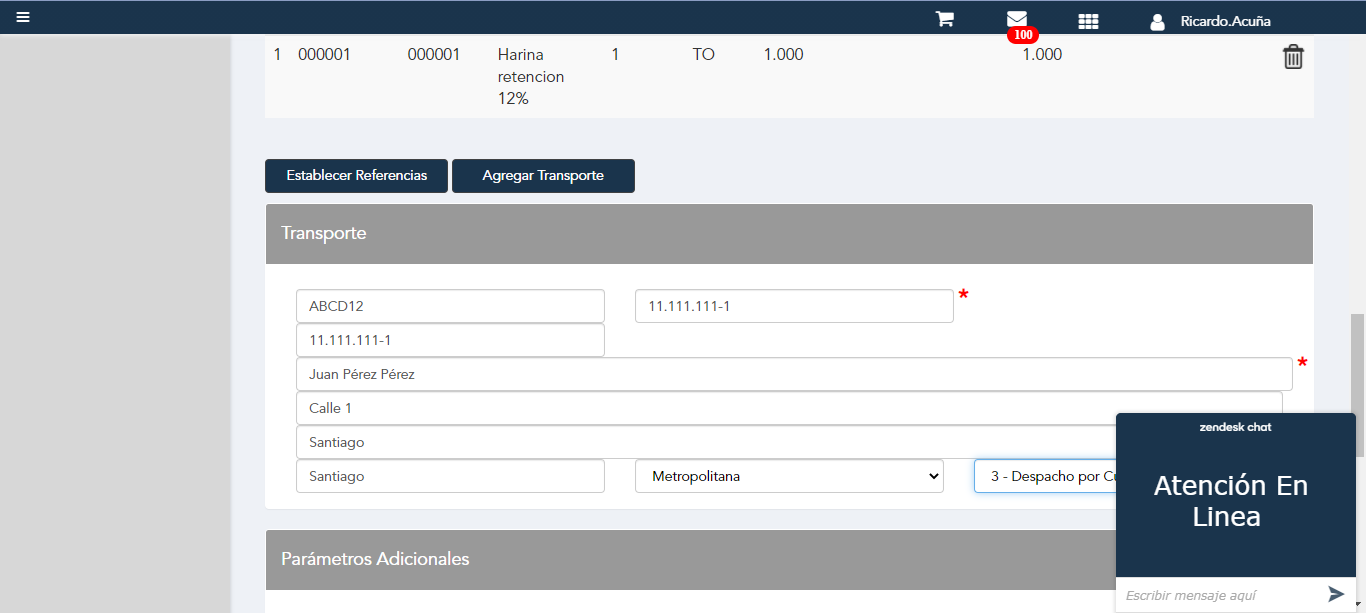 100
Ricardo.Acuña
1 000001 000001 Harina 1 TO 1.000 1.000
retencion
12%
Establecer Referencias Agregar Transporte
Transporte
ABCD12 11.111.111-1 *
11.111.111-1
Juan Pérez Pérez *
Calle 1
Santiago
Santiago Metropolitana 3 - Despacho por
zendesk chat
Atención En
Linea
Parámetros Adicionales
Escribir mensaje aquí